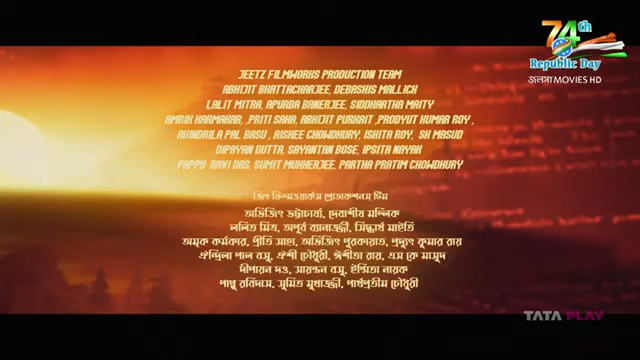 74th
Republic Day
জলসা MOVIES HD
JEETZ FILMWORKS PRODUCTION TEAM
ABHIJIT BHATTACHARJEE, DEBASHIS MALLICK
LALIT MITRA, APURBA BANERJEE, SIDDHARTHA MAITY
AMRIK KARMAKAR, ,PRITI SAHA, ABHIJIT PURKAIT ,PRODYUT KUMAR ROY ,
AVINDRILA PAL BASU , AISHEE CHOWDHURY, ISHITA ROY, SK MASUD
DIPAYAN DUTTA, SAYANTAN BOSE, IPSITA NAYAK
PAPPU RAVI DAS, SUMIT MUKHERJEE, PARTHA PRATIM CHOWDHURY
জিৎ ফিল্মওয়ার্কস প্রোডাকশনস টিম
অভিজিৎ ভট্টাচার্য্য, দেবাশীষ মল্লিক
ললিত মিত্র, অপূর্ব ব্যানার্জ্জী, সিদ্ধার্থ মাইতি
অমৃক কর্মকার, প্রীতি সাহা, অভিজিৎ পুরকায়াত, প্রদ্যুৎ কুমার রায়
ঐন্দ্রিলা পাল বসু, ঐশী চৌধুরী, ঈশীতা রায়, এস কে মাসুদ
দীপায়ন দত্ত, সায়ন্তন বসু, ইপ্সিতা নায়ক
পাপ্পু রবিদাস, সুমিত মুখার্জ্জী, পার্থপ্রতীম চৌধুরী
TATA PLAY